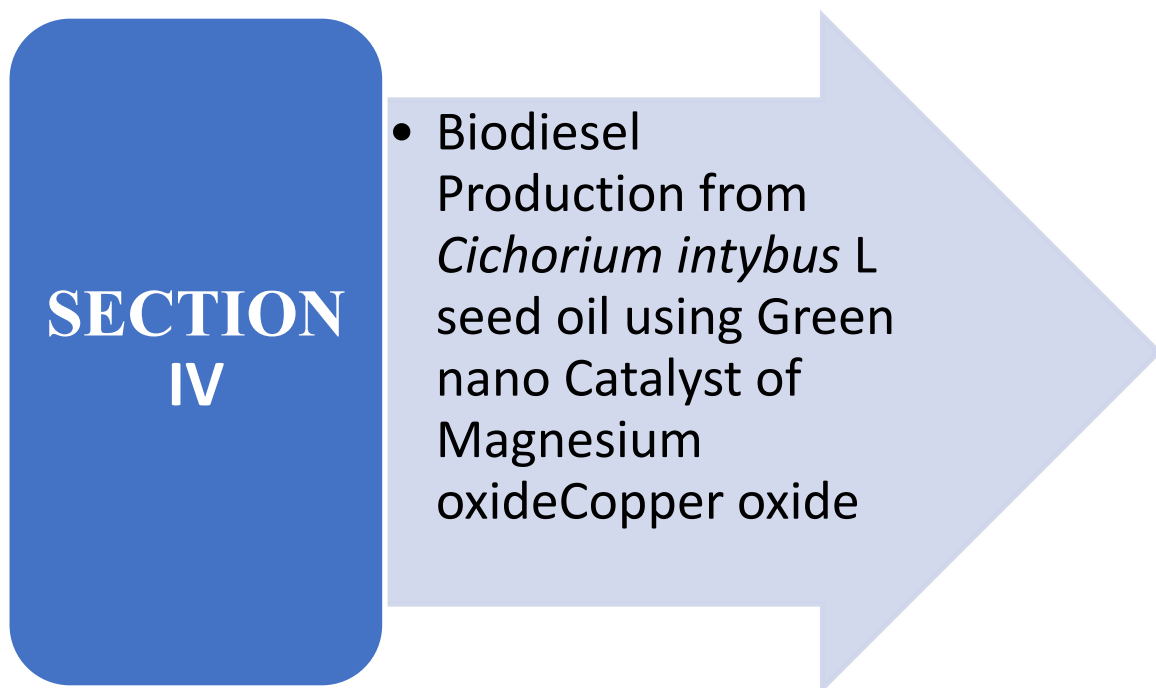 SECTION
IV
• Biodiesel
Production from
Cichorium intybus L
seed oil using Green
nano Catalyst of
Magnesium
oxideCopper oxide